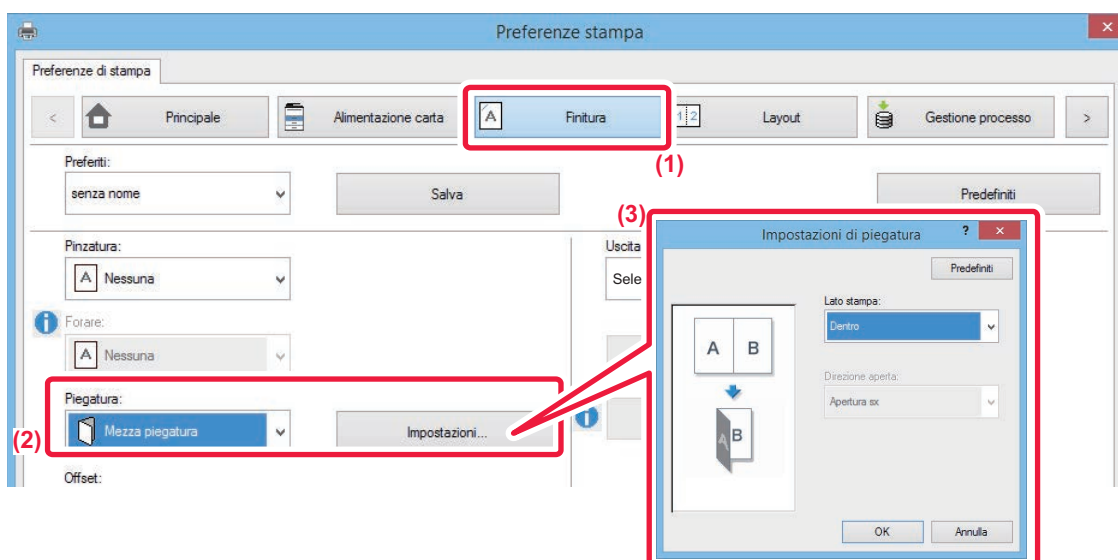 Preferenze stampa
Preferenze di stampa
< Principale Alimentazione carta A Finitura 1 2 Layout Gestione processo >
(1)
Preferiti:
senza nome Salva Predefiniti
(3)
Pinzatura: Uscita
A Nessuna Sele
Forare:
A Nessuna
Piegatura:
(2) Mezza piegatura Impostazioni...
Offset:
Impostazioni di piegatura ?
Predefiniti
Lato stampa:
Dentro
A B
Direzione aperta:
Apertura sx
A B
OK Annulla